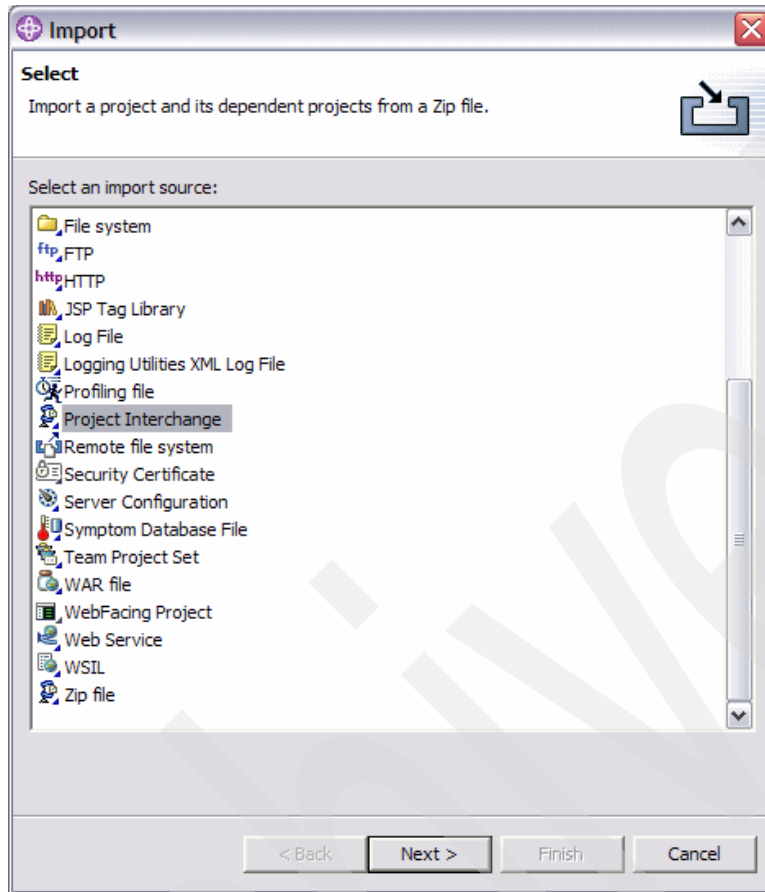 Import
Select
Import a project and its dependent projects from a Zip file.
Select an import source:
File system
ftp FTP
http HTTP
JSP Tag Library
Log File
Logging Utilities XML Log File
Profiling file
Project Interchange
Remote file system
Security Certificate
Server Configuration
Symptom Database File
Team Project Set
WAR file
WebFacing Project
Web Service
WSIL
Zip file
< Back Next > Finish Cancel